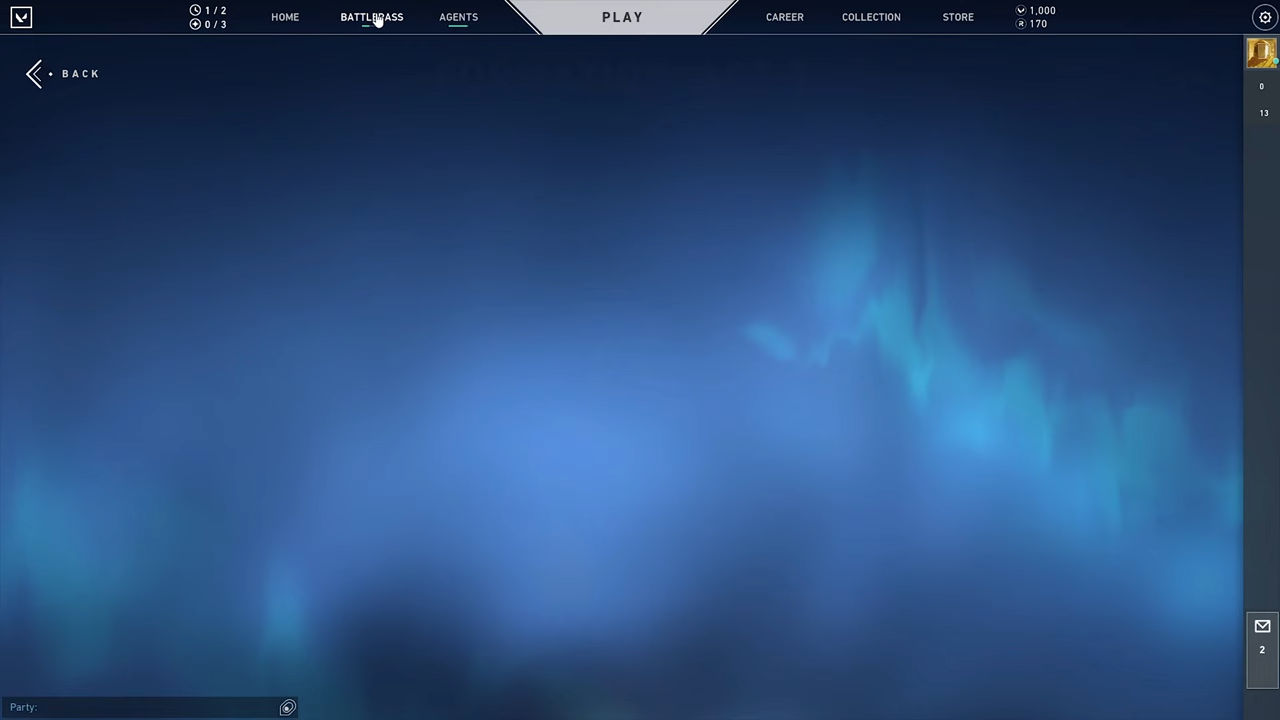 1 / 2
0 / 3
HOME
BATTLEPASS
AGENTS
PLAY
CAREER
COLLECTION
STORE
1,000
R 170
BACK
0
13
2
Party: